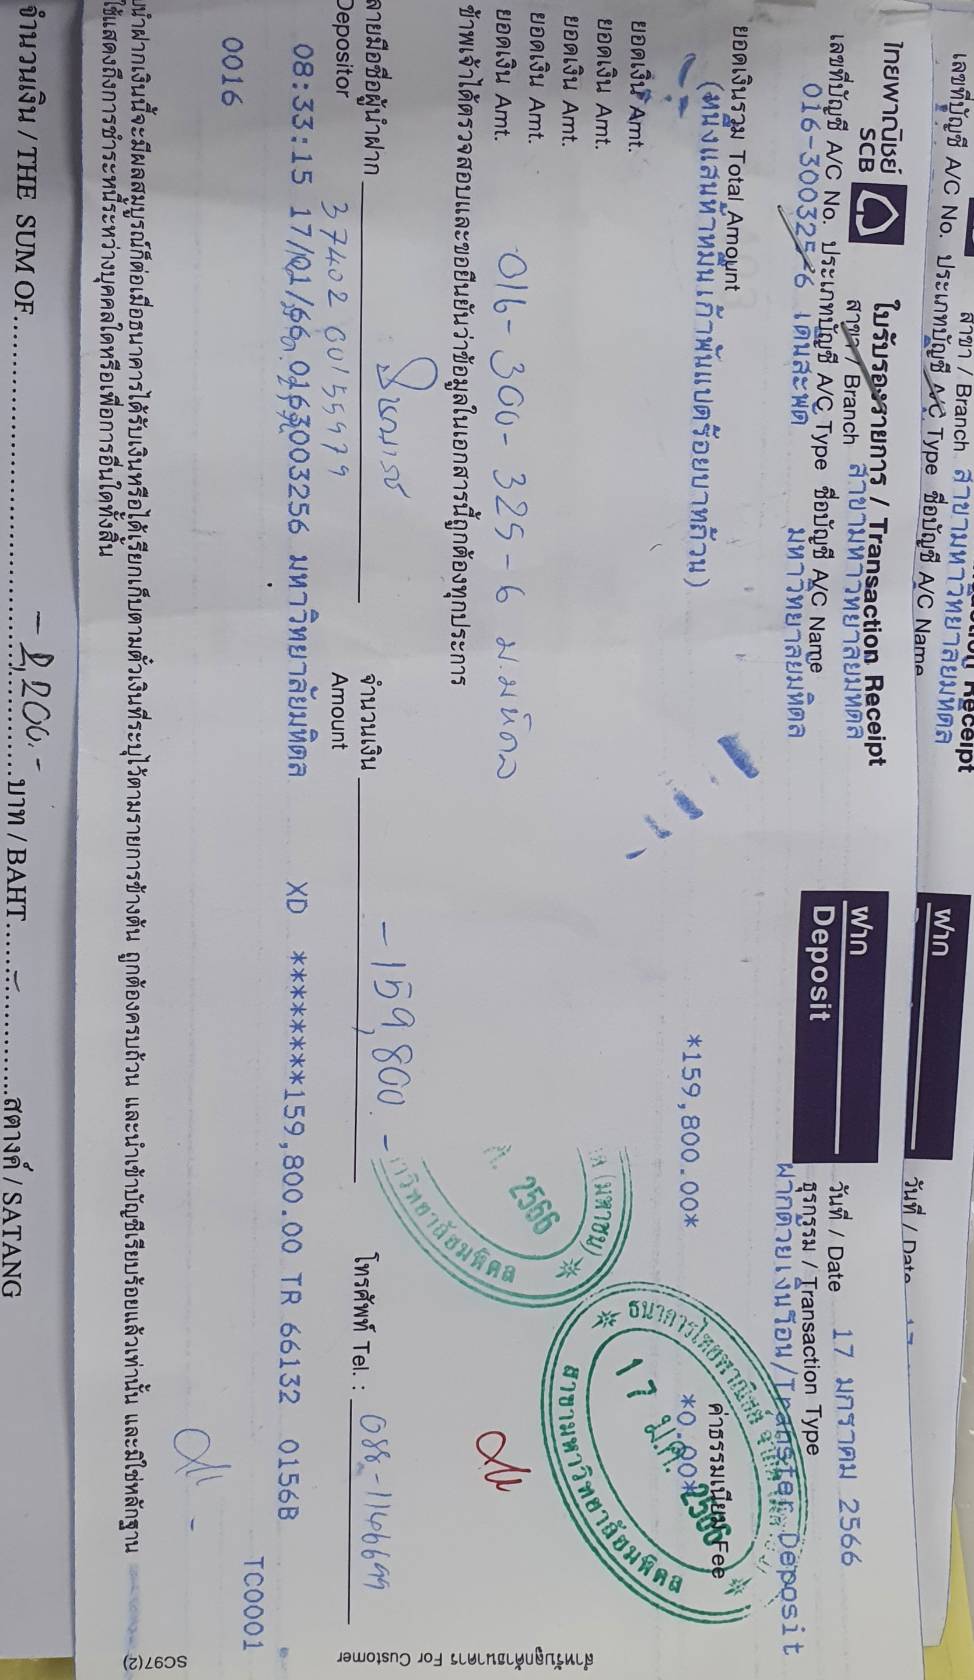 เลขที่บัญชี A/C No. ประเภทบัญชี A/C Type ชื่อบัญชี A/C Name
สาขา / Branch สาขามหาวิทยาลัยมหิดล
Receipt
ฝาก
วันที่ / Date 17
ไทยพาณิชย์
SCB
ใบรับรองรายการ / Transaction Receipt
สาขา / Branch สาขามหาวิทยาลัยมหิดล
ฝาก
Deposit
วันที่ / Date 17 มกราคม 2566
เลขที่บัญชี A/C No. ประเภทบัญชี A/C Type ชื่อบัญชี A/C Name
ธุรกรรม / Transaction Type
016-300325-6 เดินสะพัด มหาวิทยาลัยมหิดล
ฝากด้วยเงินโอน/Transfer Deposit
ยอดเงินรวม Total Amount
ค่าธรรมเนียม Fee
(หนึ่งแสนห้าหมื่นเก้าพันแปดร้อยบาทถ้วน) *159,800.00* *0.00*
ยอดเงิน Amt.
ยอดเงิน Amt.
ยอดเงิน Amt.
ยอดเงิน Amt.
ยอดเงิน Amt. 016-300-325-6 ม.มหิดล
ธนาคารไทยพาณิชย์ จำกัด
17 ม.ค. 2566
สาขามหาวิทยาลัยมหิดล
(มหาชน)
2566
วิทยาลัยมหิดล
ข้าพเจ้าได้ตรวจสอบและขอยืนยันว่าข้อมูลในเอกสารนี้ถูกต้องทุกประการ
ลายมือชื่อผู้นำฝาก
Depositor
จำนวนเงิน
Amount -159,800.-
โทรศัพท์ Tel. : 088-1146699
08:33:15 17/01/66 0163003256 มหาวิทยาลัยมหิดล XD *******159,800.00 TR 66132 0156B
0016 TC0001
นำฝากเงินนี้จะมีผลสมบูรณ์ก็ต่อเมื่อธนาคารได้รับเงินหรือได้เรียกเก็บตามตั๋วเงินที่ระบุไว้ตามรายการข้างต้น ถูกต้องครบถ้วน และนำเข้าบัญชีเรียบร้อยแล้วเท่านั้น และมิใช่หลักฐาน
ใช้แสดงถึงการชำระหนี้ระหว่างบุคคลใดหรือเพื่อการอื่นใดทั้งสิ้น
สำหรับลูกค้าธนาคาร For Customer
SC97(2)
จำนวนเงิน / THE SUM OF บาท / BAHT - สตางค์ / SATANG